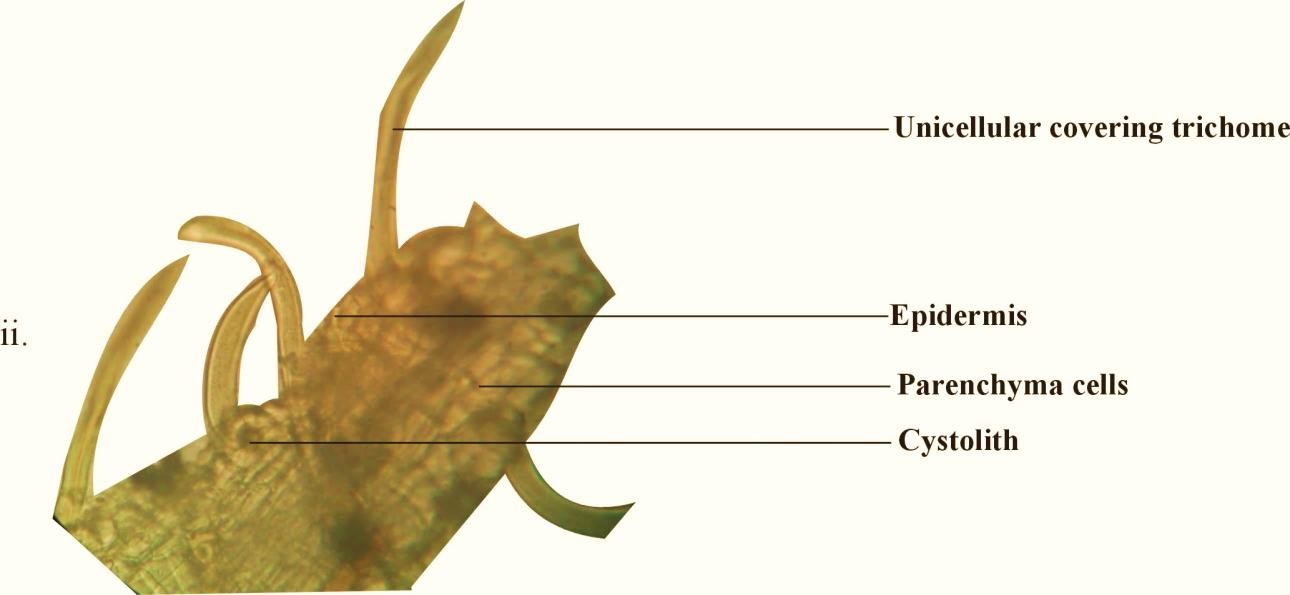 Unicellular covering trichome
Epidermis
ii.
Parenchyma cells
Cystolith